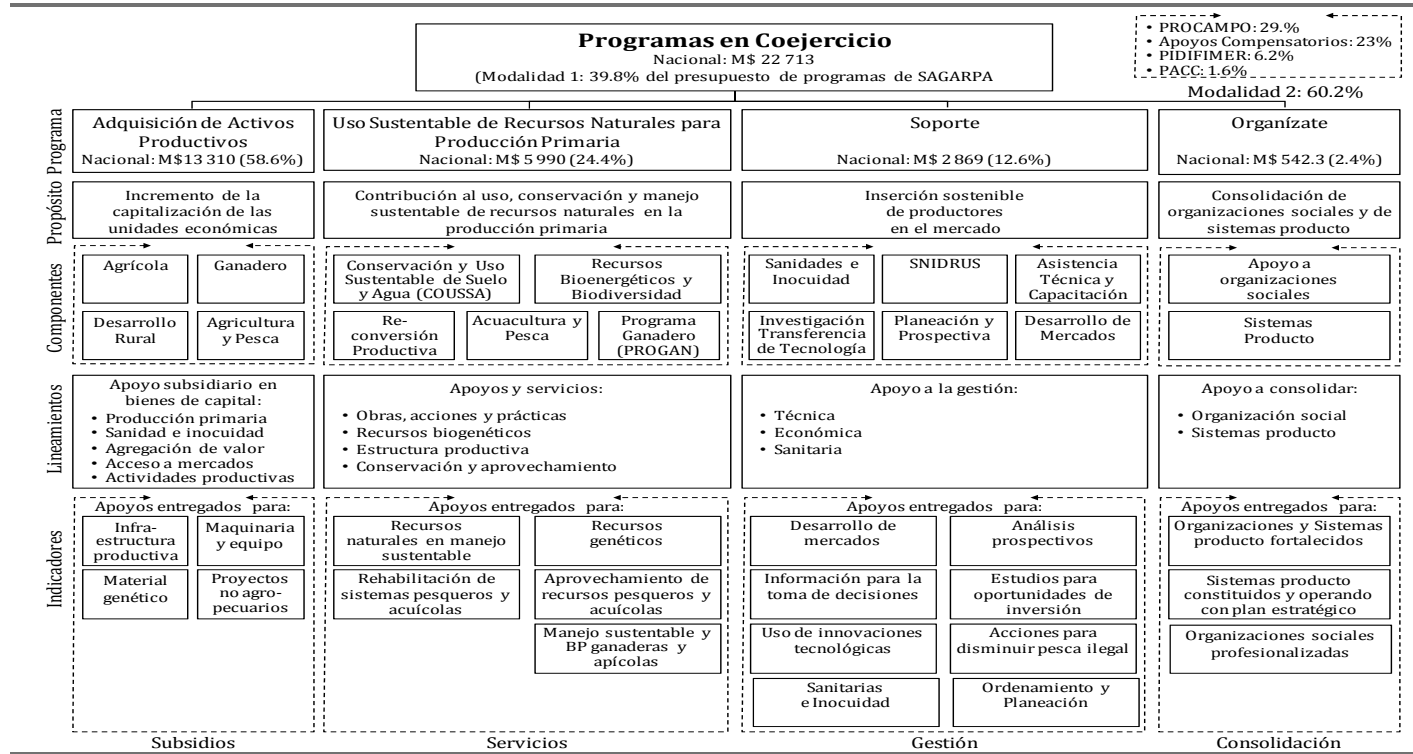 Programas en Coejercicio
Nacional: M$ 22 713
(Modalidad 1: 39.8% del presupuesto de programas de SAGARPA
• PROCAMPO: 29.%
• Apoyos Compensatorios: 23%
• PIDIFIMER: 6.2%
• PACC: 1.6%
Modalidad 2: 60.2%
Programa
Adquisición de Activos
Productivos
Nacional: M$13 310 (58.6%)
Uso Sustentable de Recursos Naturales para
Producción Primaria
Nacional: M$ 5 990 (24.4%)
Soporte
Nacional: M$ 2 869 (12.6%)
Organízate
Nacional: M$ 542.3 (2.4%)
Propósito
Incremento de la
capitalización de las
unidades económicas
Contribución al uso, conservación y manejo
sustentable de recursos naturales en la
producción primaria
Inserción sostenible
de productores
en el mercado
Consolidación de
organizaciones sociales y de
sistemas producto
Componentes
Agrícola
Ganadero
Desarrollo
Rural
Agricultura
y Pesca
Conservación y Uso
Sustentable de Suelo
y Agua (COUSSA)
Recursos
Bioenergéticos y
Biodiversidad
Re-
conversión
Productiva
Acuacultura y
Pesca
Programa
Ganadero
(PROGAN)
Sanidades e
Inocuidad
SNIDRUS
Asistencia
Técnica y
Capacitación
Investigación
Transferencia
de Tecnología
Planeación y
Prospectiva
Desarrollo de
Mercados
Apoyo a
organizaciones
sociales
Sistemas
Producto
Lineamientos
Apoyo subsidiario en
bienes de capital:
• Producción primaria
• Sanidad e inocuidad
• Agregación de valor
• Acceso a mercados
• Actividades productivas
Apoyos y servicios:
• Obras, acciones y prácticas
• Recursos biogenéticos
• Estructura productiva
• Conservación y aprovechamiento
Apoyo a la gestión:
• Técnica
• Económica
• Sanitaria
Apoyo a consolidar:
• Organización social
• Sistemas producto
Indicadores
Apoyos entregados para:
Infra-
estructura
productiva
Maquinaria
y equipo
Material
genético
Proyectos
no agro-
pecuarios
Apoyos entregados para:
Recursos
naturales en manejo
sustentable
Recursos
genéticos
Rehabilitación de
sistemas pesqueros y
acuícolas
Aprovechamiento de
recursos pesqueros y
acuícolas
Manejo sustentable y
BP ganaderas y
apícolas
Apoyos entregados para:
Desarrollo de
mercados
Análisis
prospectivos
Información para la
toma de decisiones
Estudios para
oportunidades de
inversión
Uso de innovaciones
tecnológicas
Acciones para
disminuir pesca ilegal
Sanitarias
e Inocuidad
Ordenamiento y
Planeación
Apoyos entregados para:
Organizaciones y Sistemas
producto fortalecidos
Sistemas producto
constituidos y operando
con plan estratégico
Organizaciones sociales
profesionalizadas
Subsidios
Servicios
Gestión
Consolidación